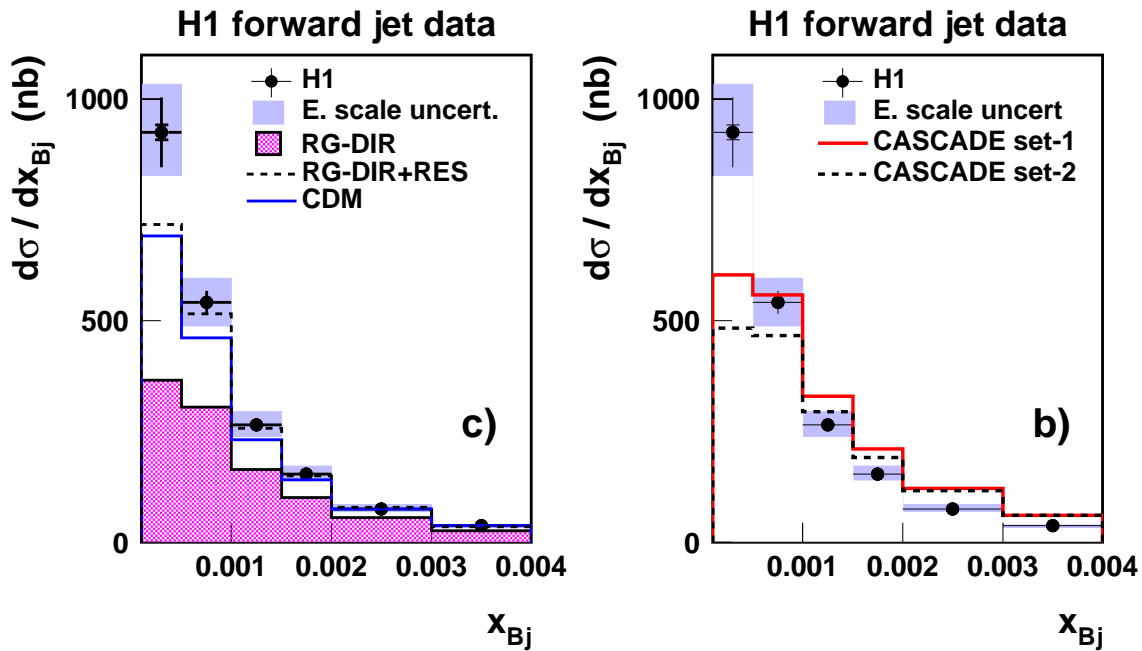 H1 forward jet data
dσ / dx_Bj (nb)
1000
500
0
H1
E. scale uncert.
RG-DIR
RG-DIR+RES
CDM
c)
0.001 0.002 0.003 0.004
x_Bj
H1 forward jet data
dσ / dx_Bj (nb)
1000
500
0
H1
E. scale uncert
CASCADE set-1
CASCADE set-2
b)
0.001 0.002 0.003 0.004
x_Bj